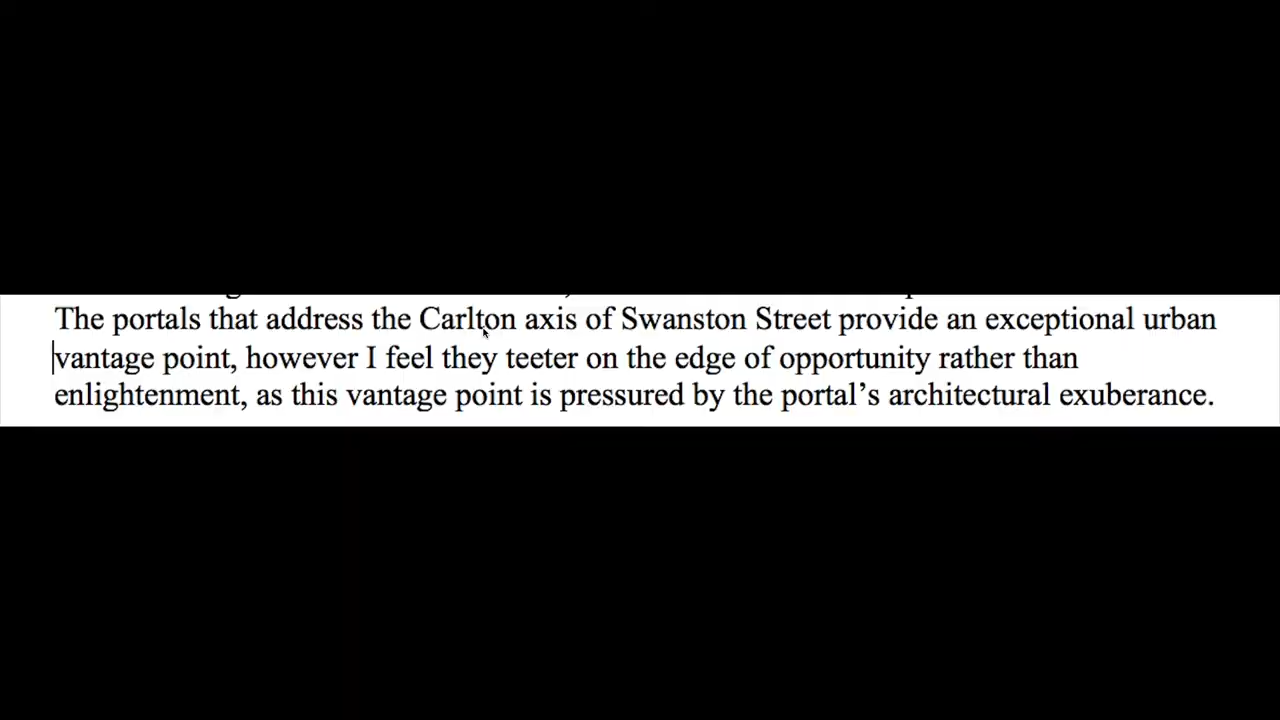 The portals that address the Carlton axis of Swanston Street provide an exceptional urban
vantage point, however I feel they teeter on the edge of opportunity rather than
enlightenment, as this vantage point is pressured by the portal’s architectural exuberance.